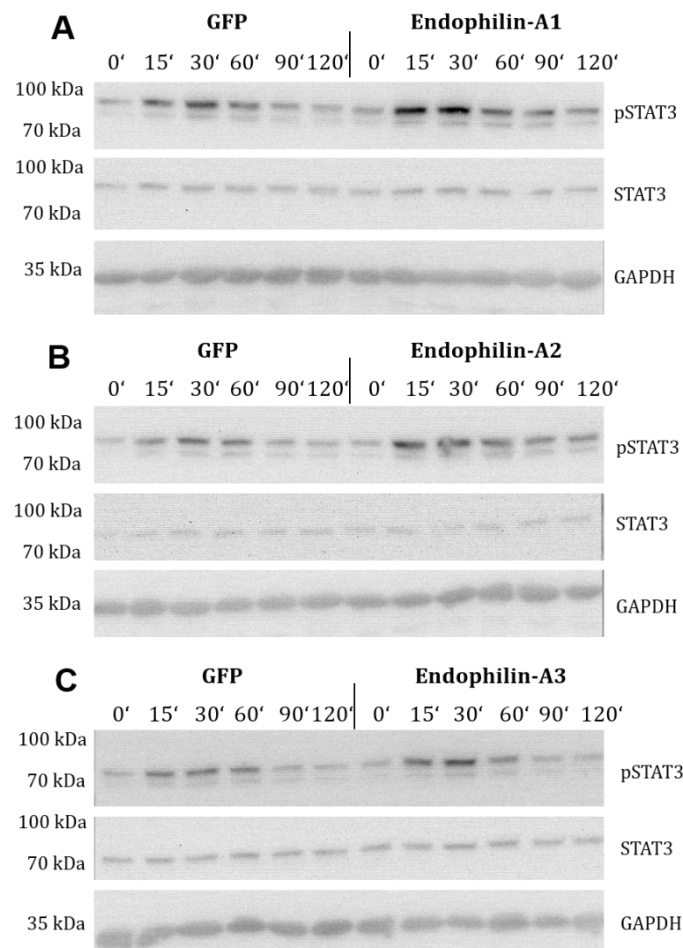 A GFP Endophilin-A1
0‘ 15‘ 30‘ 60‘ 90‘ 120‘ 0‘ 15‘ 30‘ 60‘ 90‘ 120‘
100 kDa
pSTAT3
70 kDa
100 kDa
STAT3
70 kDa
35 kDa
GAPDH
B GFP Endophilin-A2
0‘ 15‘ 30‘ 60‘ 90‘ 120‘ 0‘ 15‘ 30‘ 60‘ 90‘ 120‘
100 kDa
pSTAT3
70 kDa
100 kDa
STAT3
70 kDa
35 kDa
GAPDH
C GFP Endophilin-A3
0‘ 15‘ 30‘ 60‘ 90‘ 120‘ 0‘ 15‘ 30‘ 60‘ 90‘ 120‘
100 kDa
pSTAT3
70 kDa
100 kDa
STAT3
70 kDa
35 kDa
GAPDH